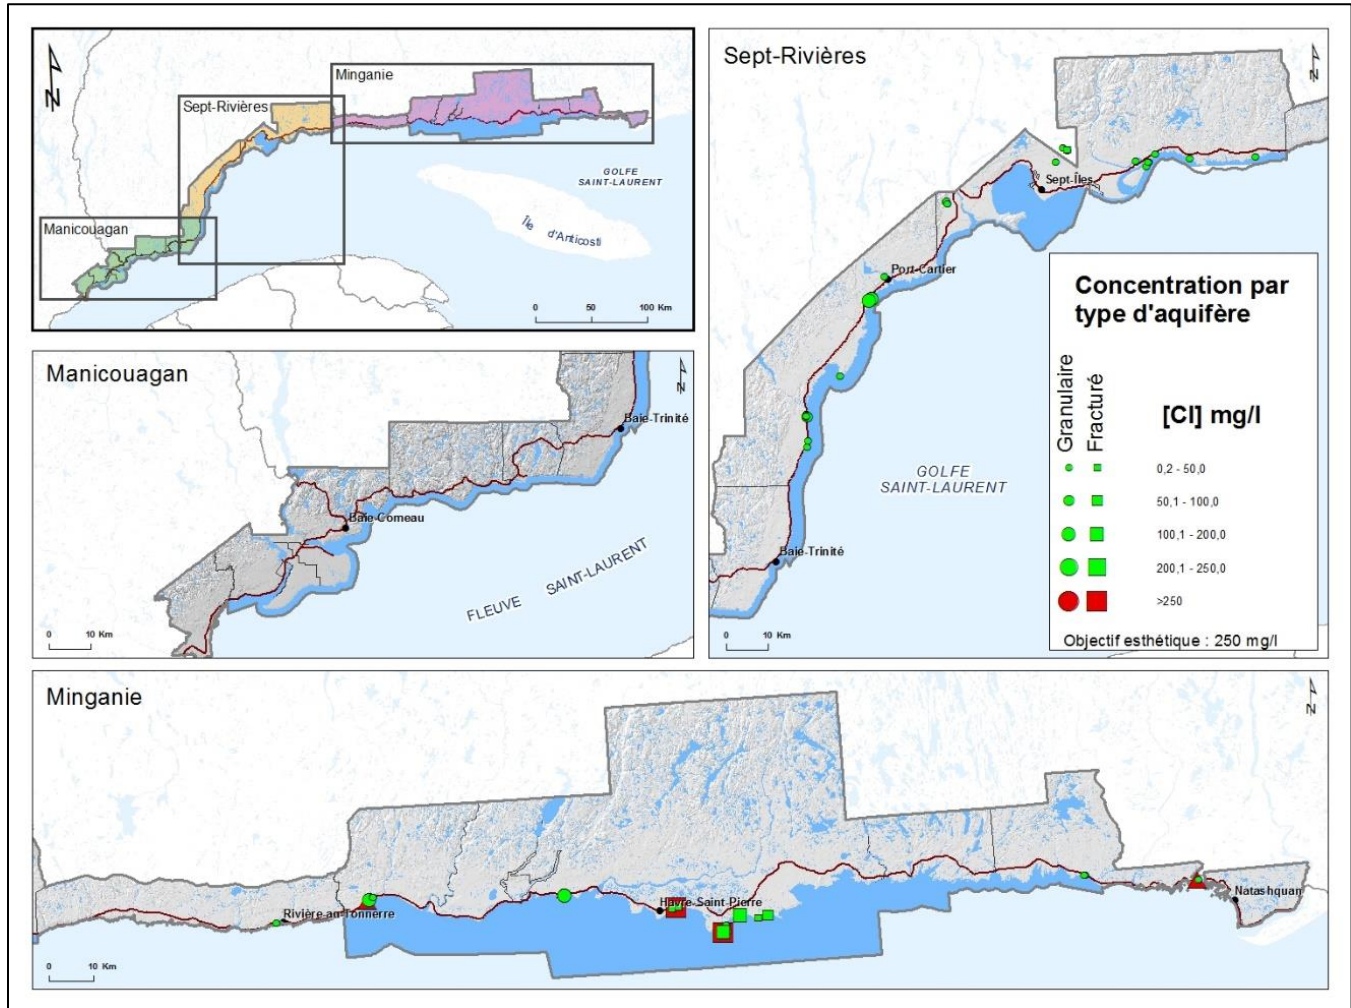 N
Minganie
Sept-Rivières
Manicouagan
GOLFE
SAINT-LAURENT
Île d'Anticosti
0 50 100 Km
Sept-Rivières
N
Sept-Îles
Port-Cartier
GOLFE
SAINT-LAURENT
Baie-Trinité
0 10 Km
Concentration par
type d'aquifère
Granulaire
Fracturé
[Cl] mg/l
0,2 - 50,0
50,1 - 100,0
100,1 - 200,0
200,1 - 250,0
>250
Objectif esthétique : 250 mg/l
Manicouagan
N
Baie-Trinité
Baie-Comeau
FLEUVE SAINT-LAURENT
0 10 Km
Minganie
N
Rivière-au-Tonnerre
Havre-Saint-Pierre
Natashquan
0 10 Km